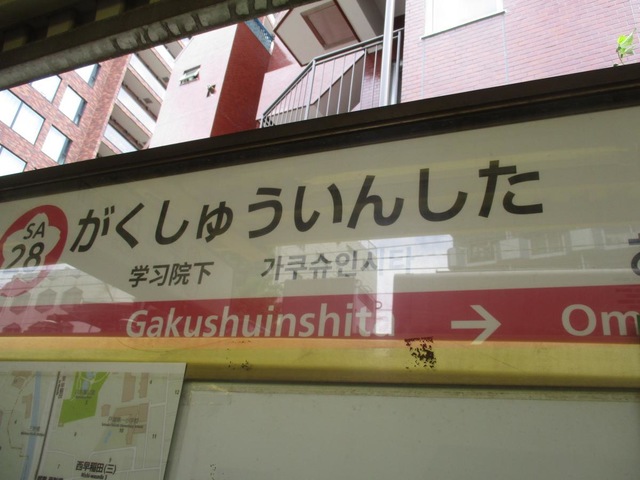 SA
28
がくしゅういんした
学习院下 가쿠슈인시타
Gakushuinshita → Om
西早稲田(三)